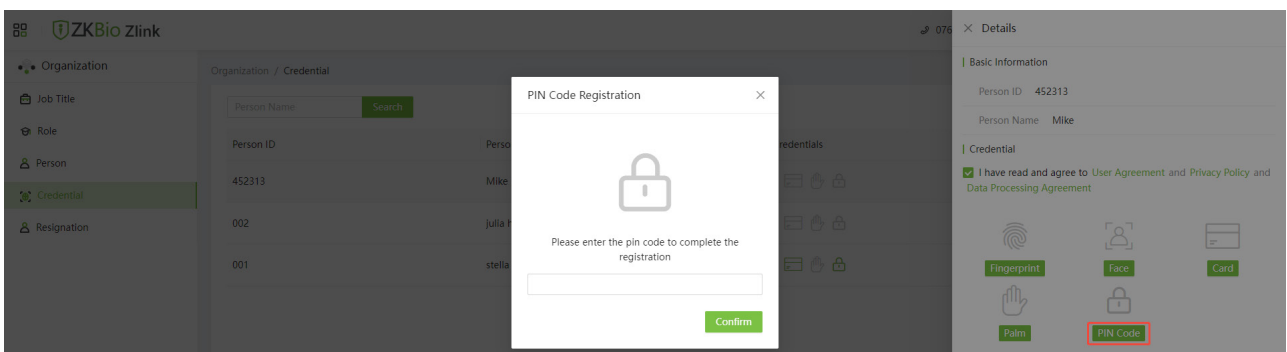 ZKBio Zlink
076
Organization
Job Title
Role
Person
Credential
Resignation
Organization / Credential
Person Name Search
Person ID
452313 Mike
002 julia
001 stella
PIN Code Registration
Please enter the pin code to complete the
registration
Confirm
Details
Basic Information
Person ID 452313
Person Name Mike
Credential
I have read and agree to User Agreement and Privacy Policy and
Data Processing Agreement
Fingerprint Face Card
Palm PIN Code